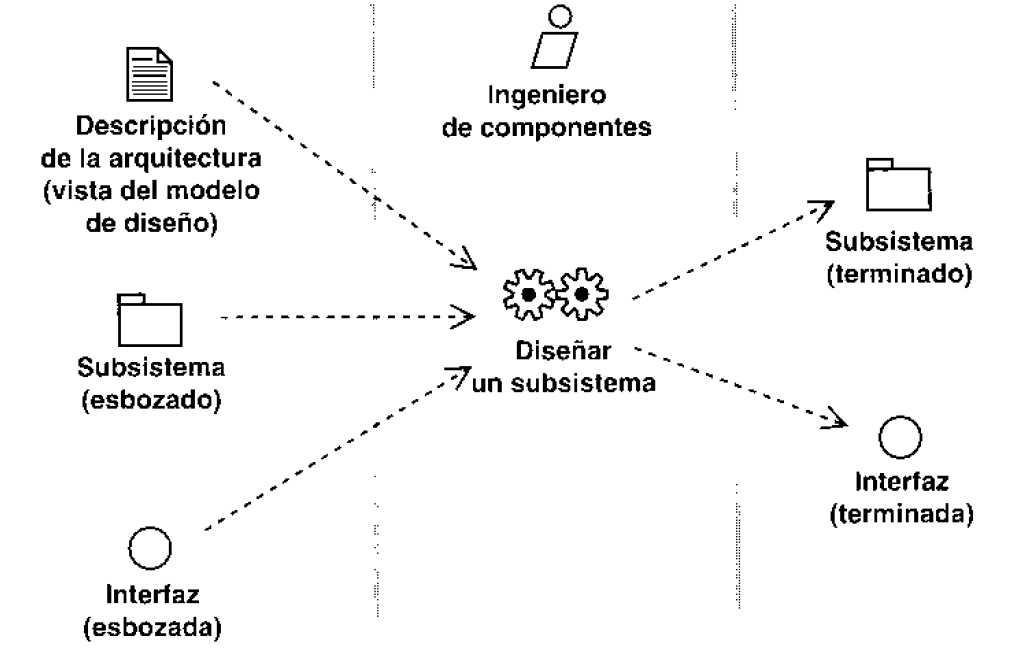 Descripción
de la arquitectura
(vista del modelo
de diseño)
Subsistema
(esbozado)
Interfaz
(esbozada)
Ingeniero
de componentes
Diseñar
un subsistema
Subsistema
(terminado)
Interfaz
(terminada)